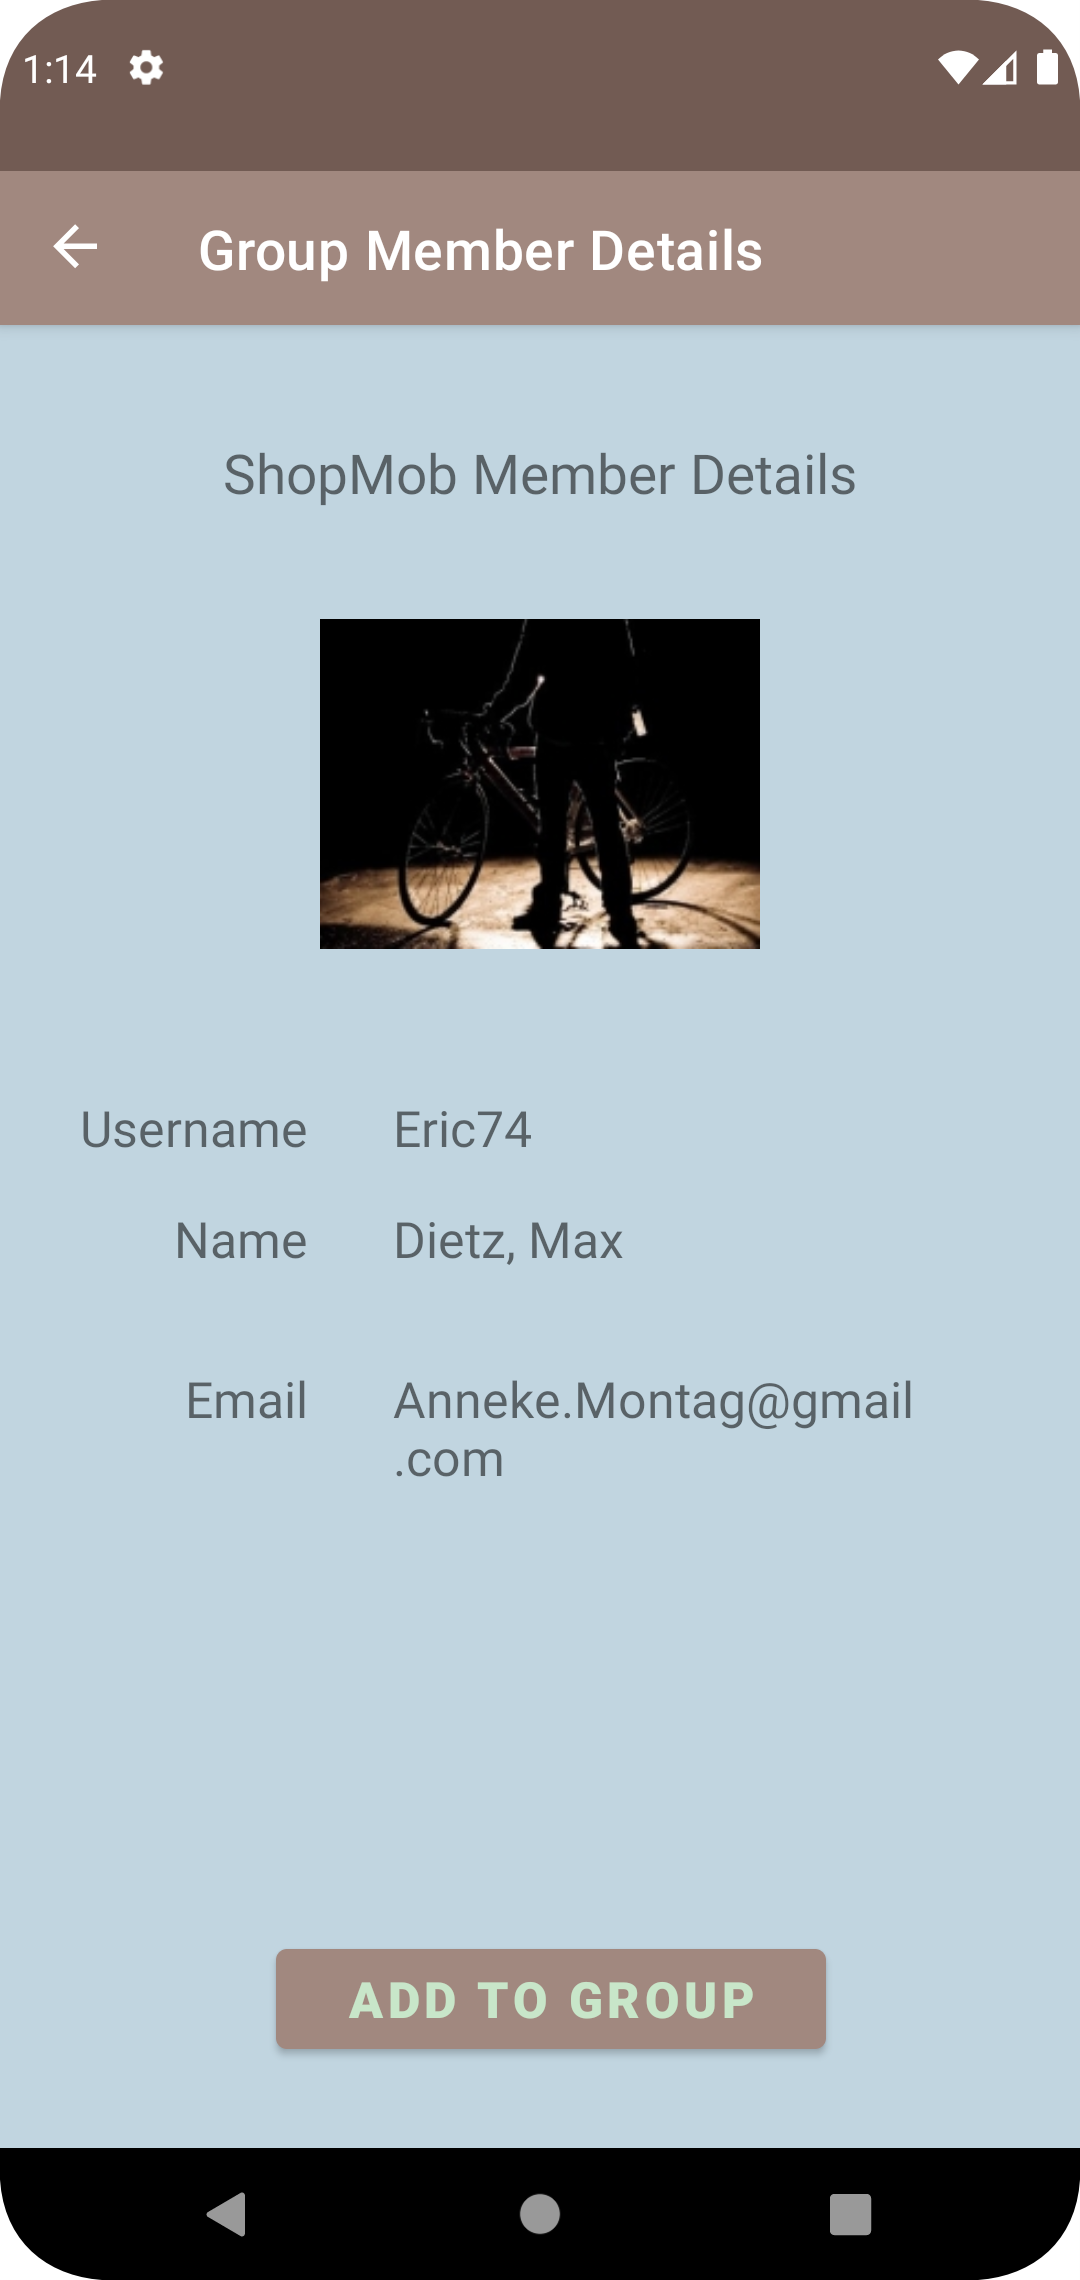 1:14
Group Member Details
ShopMob Member Details
Username Eric74
Name Dietz, Max
Email Anneke.Montag@gmail
.com
ADD TO GROUP